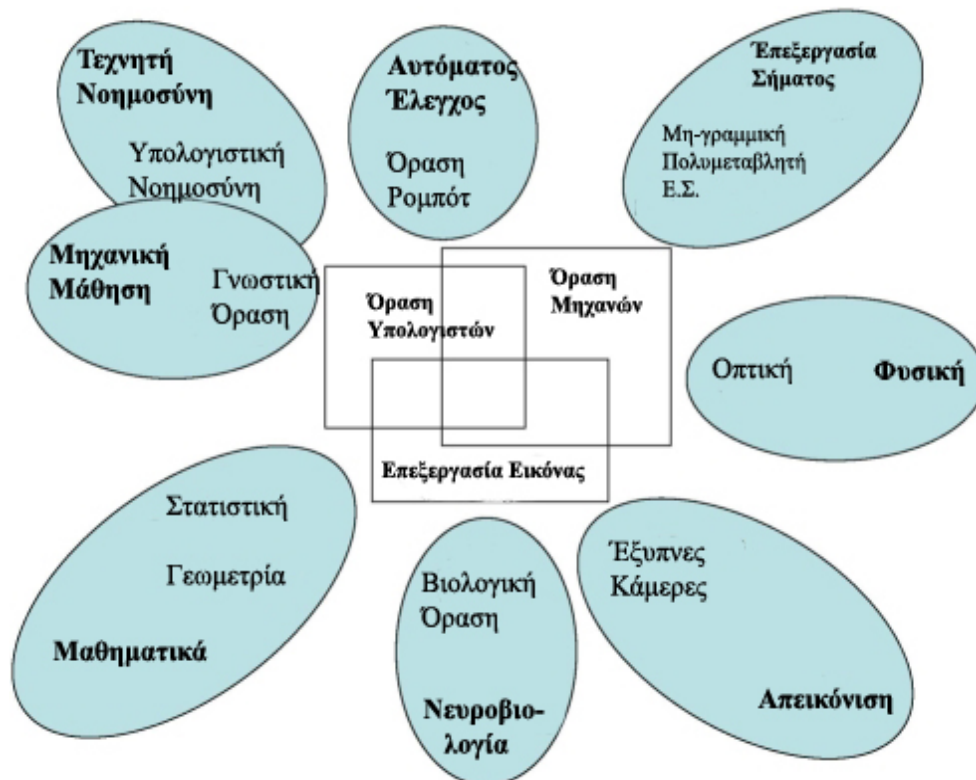 Τεχνητή
Νοημοσύνη
Υπολογιστική
Νοημοσύνη
Αυτόματος
Έλεγχος
Όραση
Ρομπότ
Έπεξεργασία
Σήματος
Μη-γραμμική
Πολυμεταβλητή
Ε.Σ.
Μηχανική
Μάθηση
Γνωστική
Όραση
Όραση
Υπολογιστών
Όραση
Μηχανών
Επεξεργασία Εικόνας
Οπτική
Φυσική
Στατιστική
Γεωμετρία
Μαθηματικά
Βιολογική
Όραση
Νευροβιο-
λογία
Έξυπνες
Κάμερες
Απεικόνιση